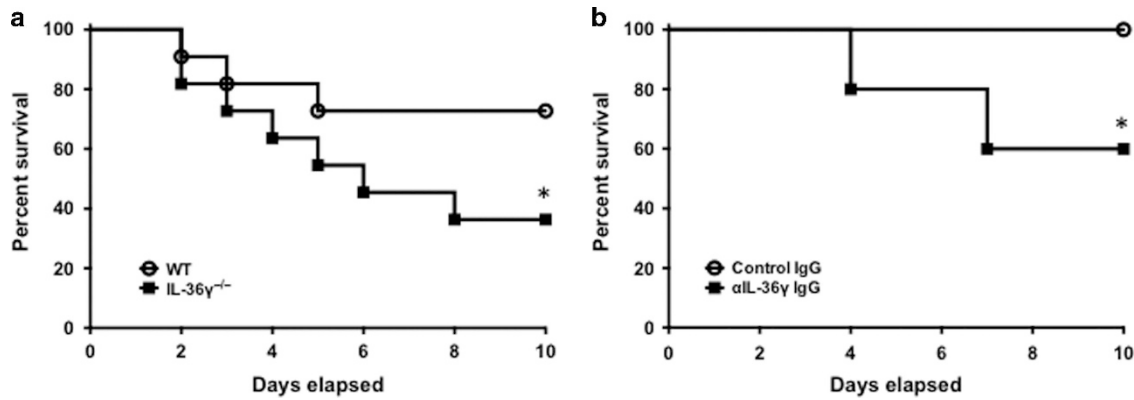 a
100
80
60
40
20
0
Percent survival
*
WT
IL-36γ−/−
0 2 4 6 8 10
Days elapsed
b
100
80
60
40
20
0
Percent survival
*
Control IgG
αIL-36γ IgG
0 2 4 6 8 10
Days elapsed